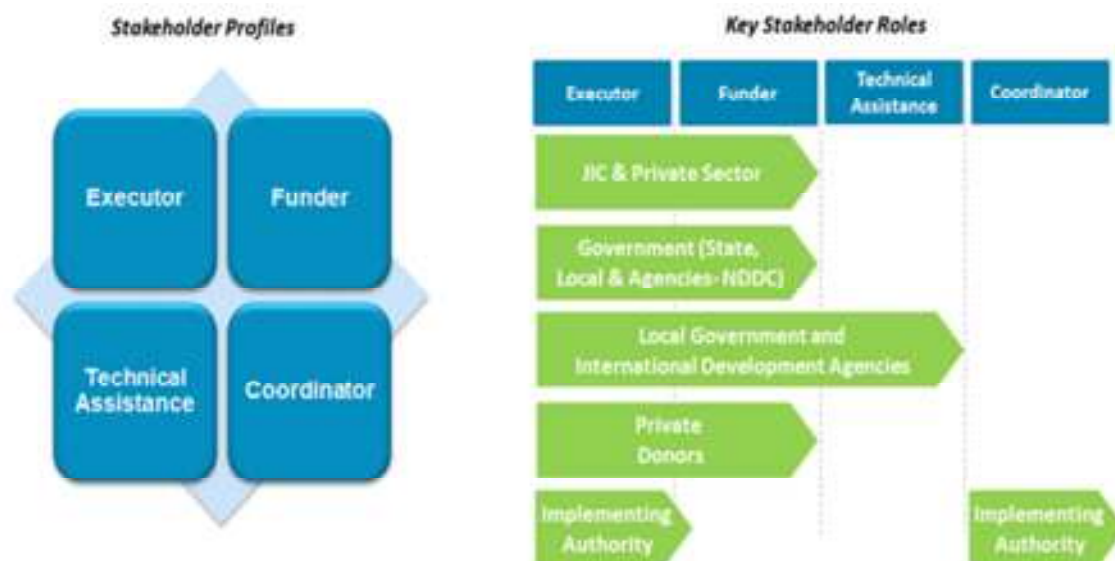 Stakeholder Profiles
Executor
Funder
Technical
Assistance
Coordinator
Key Stakeholder Roles
Executor
Funder
Technical
Assistance
Coordinator
JIC & Private Sector
Government (State,
Local & Agencies- NDDC)
Local Government and
International Development Agencies
Private
Donors
Implementing
Authority
Implementing
Authority